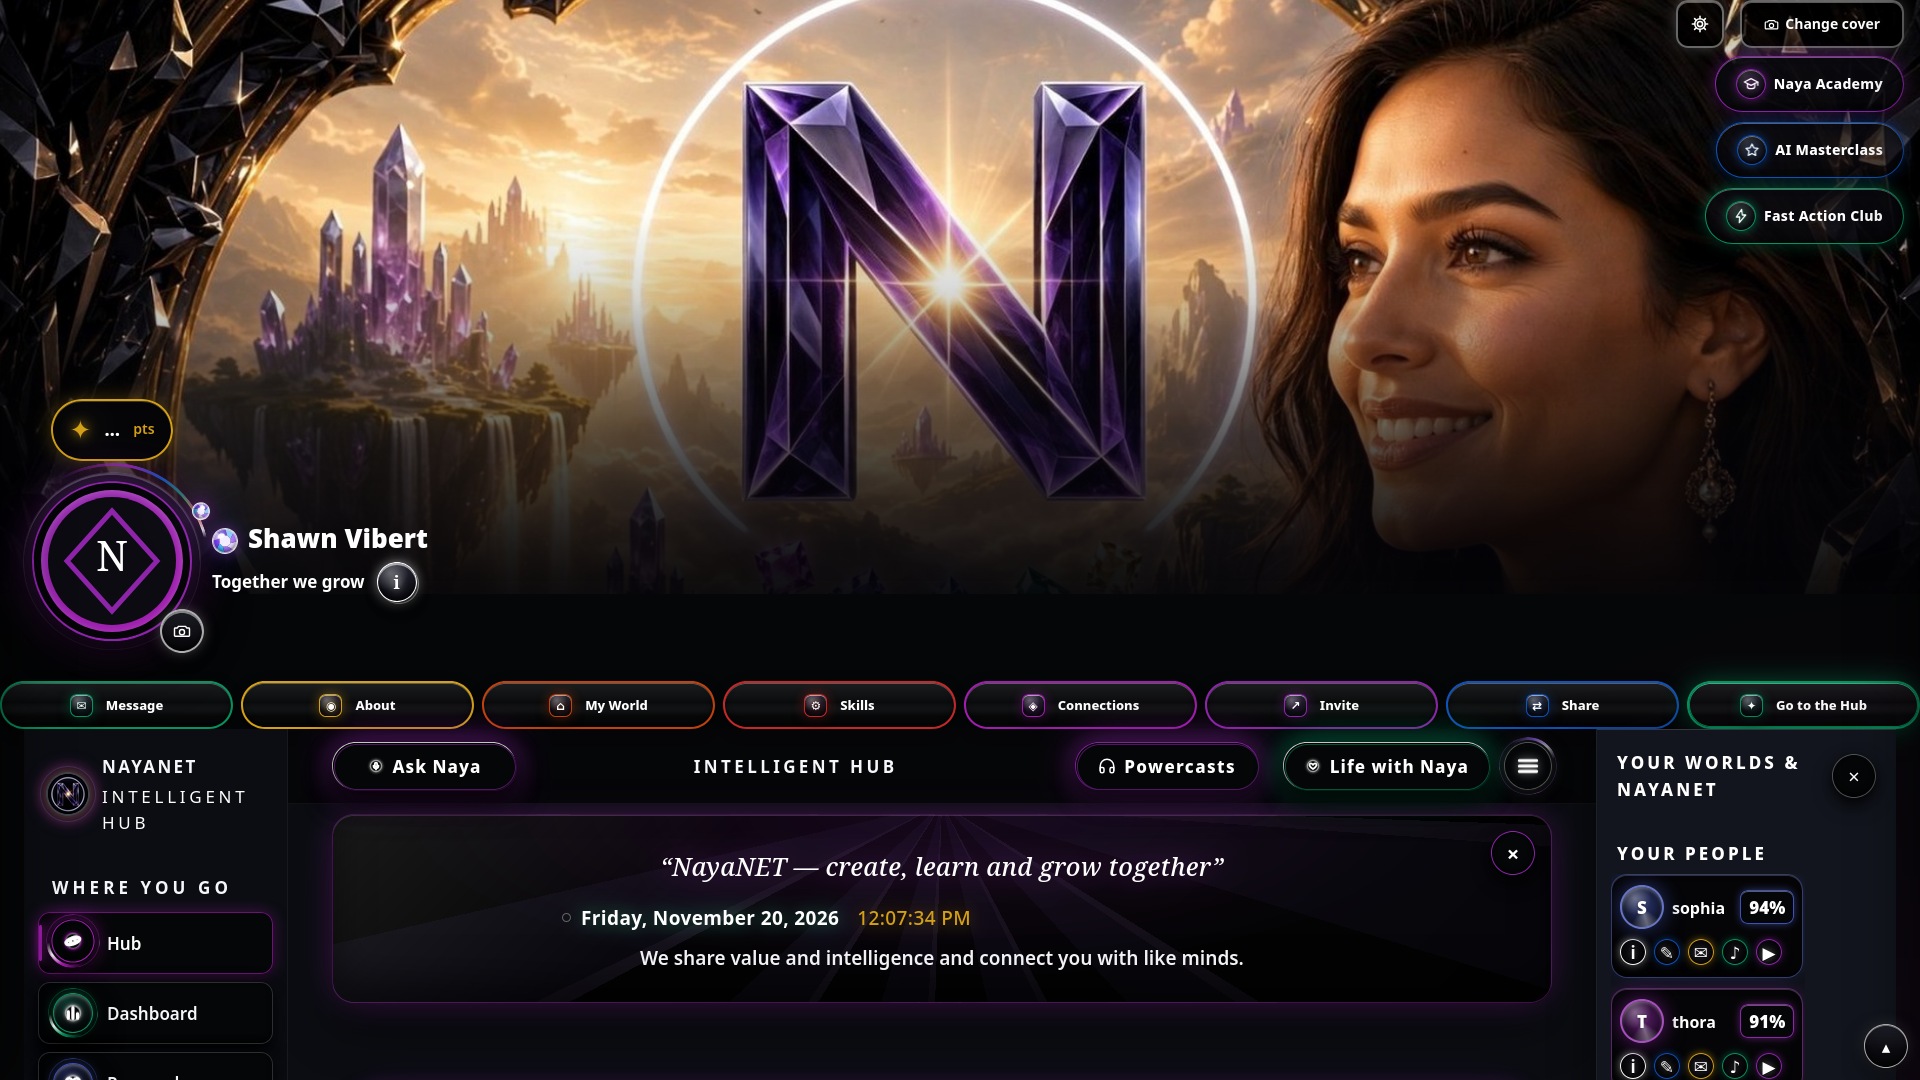 Change cover
Naya Academy
AI Masterclass
Fast Action Club
N
... pts
N
Shawn Vibert
Together we grow i
Message
About
My World
Skills
Connections
Invite
Share
Go to the Hub
NAYANET
INTELLIGENT
HUB
WHERE YOU GO
Hub
Dashboard
Ask Naya
INTELLIGENT HUB
Powercasts
Life with Naya
“NayaNET — create, learn and grow together”
Friday, November 20, 2026 12:07:34 PM
We share value and intelligence and connect you with like minds.
YOUR WORLDS &
NAYANET
YOUR PEOPLE
S sophia 94%
T thora 91%